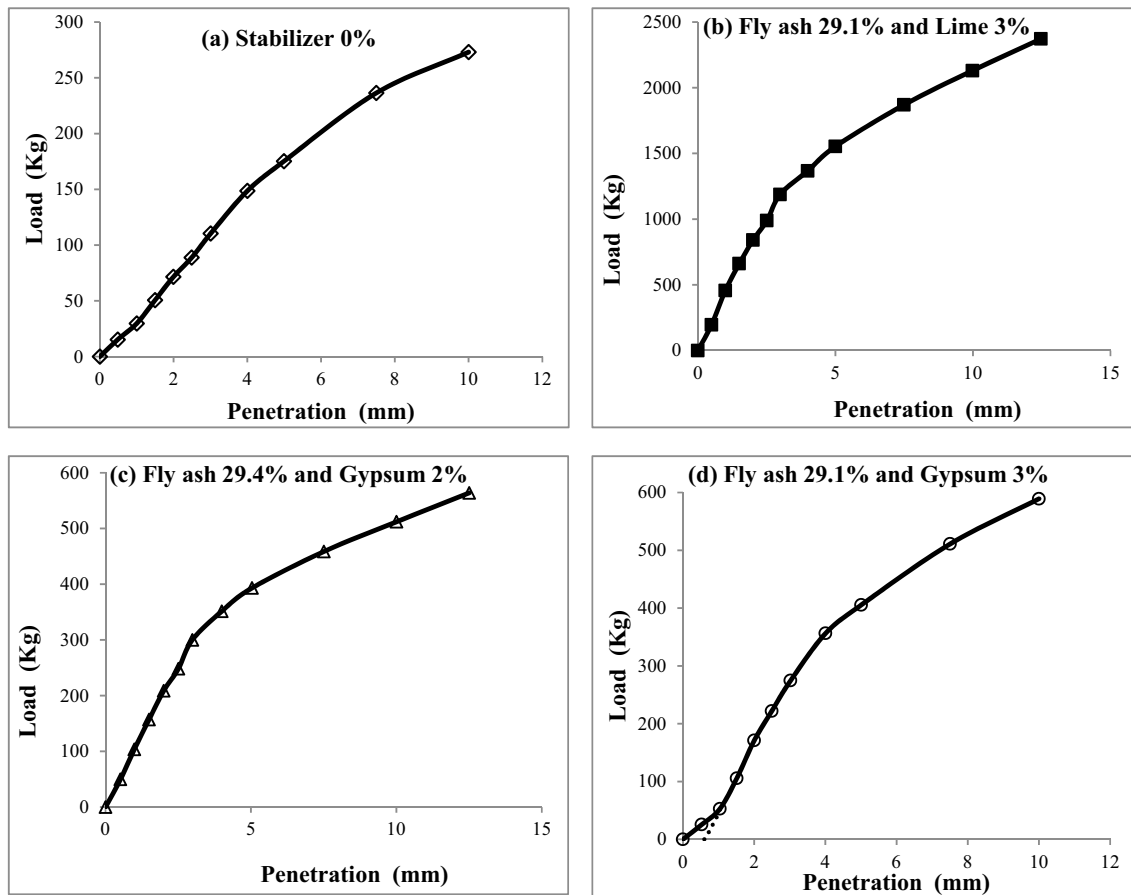 (a) Stabilizer 0%
300
250
200
150
100
50
0
0 2 4 6 8 10 12
Load (Kg)
Penetration (mm)
(b) Fly ash 29.1% and Lime 3%
2500
2000
1500
1000
500
0
0 5 10 15
Load (Kg)
Penetration (mm)
(c) Fly ash 29.4% and Gypsum 2%
600
500
400
300
200
100
0
0 5 10 15
Load (Kg)
Penetration (mm)
(d) Fly ash 29.1% and Gypsum 3%
600
500
400
300
200
100
0
0 2 4 6 8 10 12
Load (Kg)
Penetration (mm)